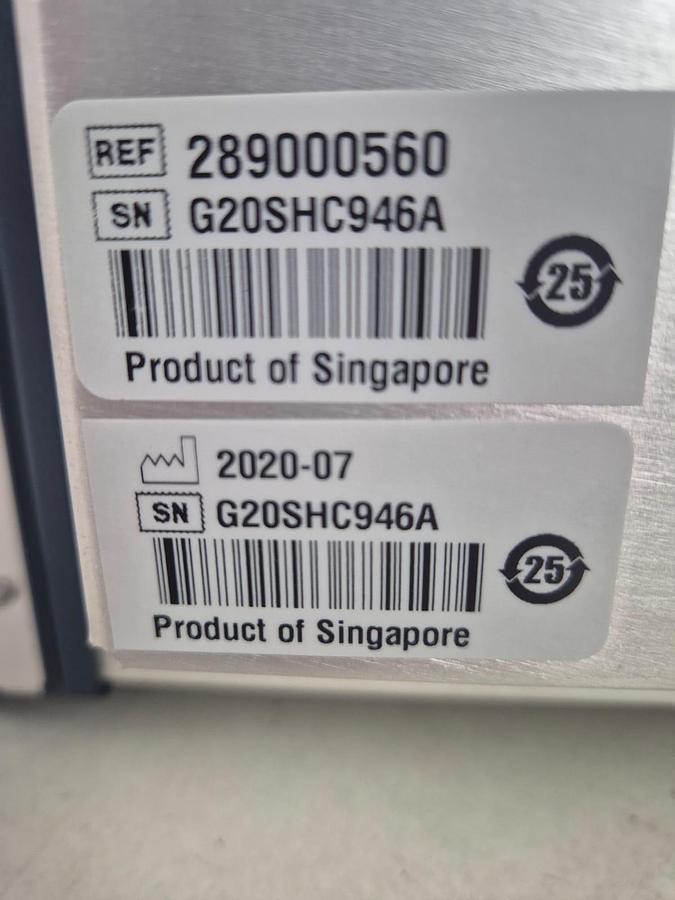 REF 289000560
SN G20SHC946A
25
Product of Singapore
2020-07
SN G20SHC946A
25
Product of Singapore